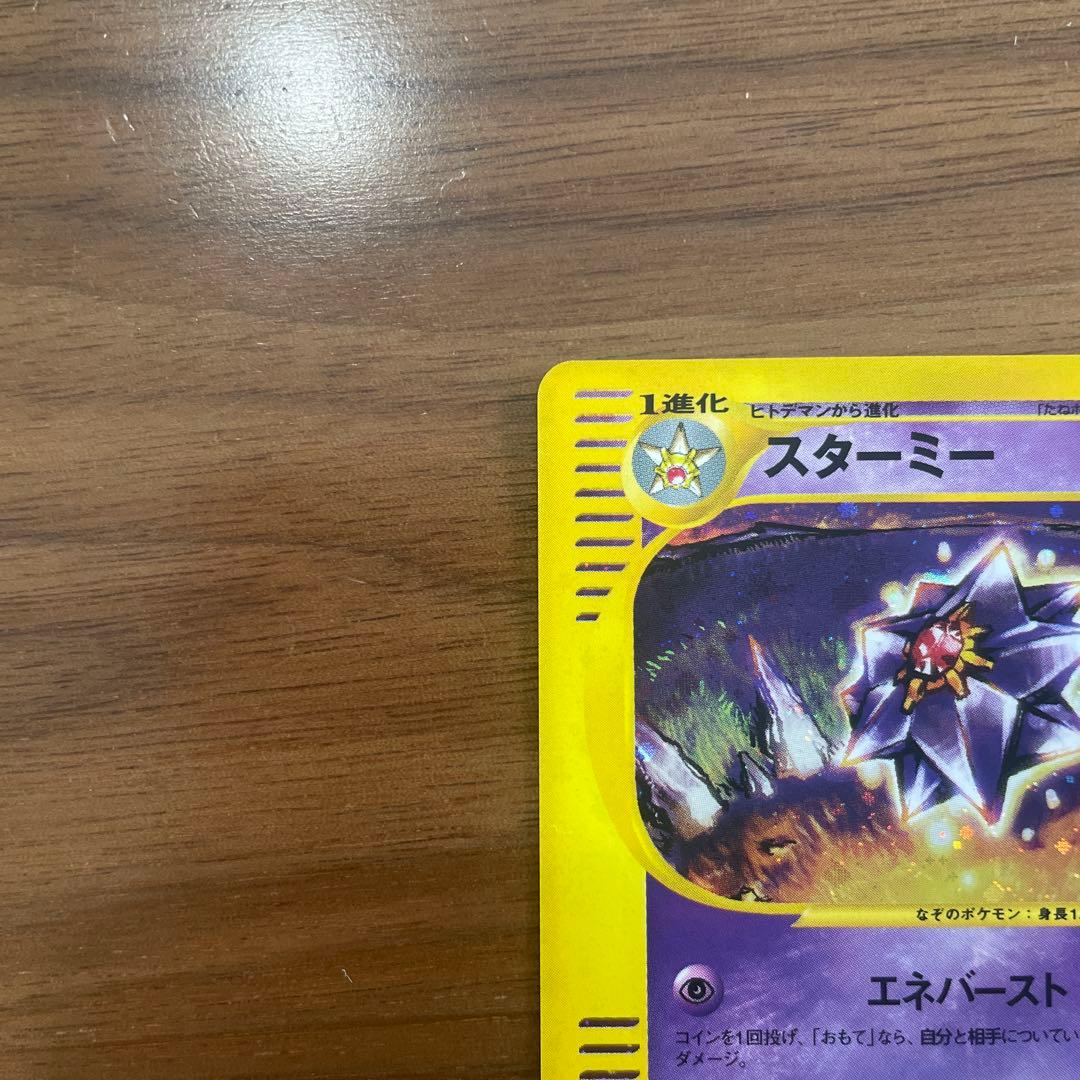 1進化
ヒトデマンから進化
「たねポ
スターミー
なぞのポケモン：身長1.
エネバースト
コインを1回投げ、「おもて」なら、自分と相手についてい
ダメージ。